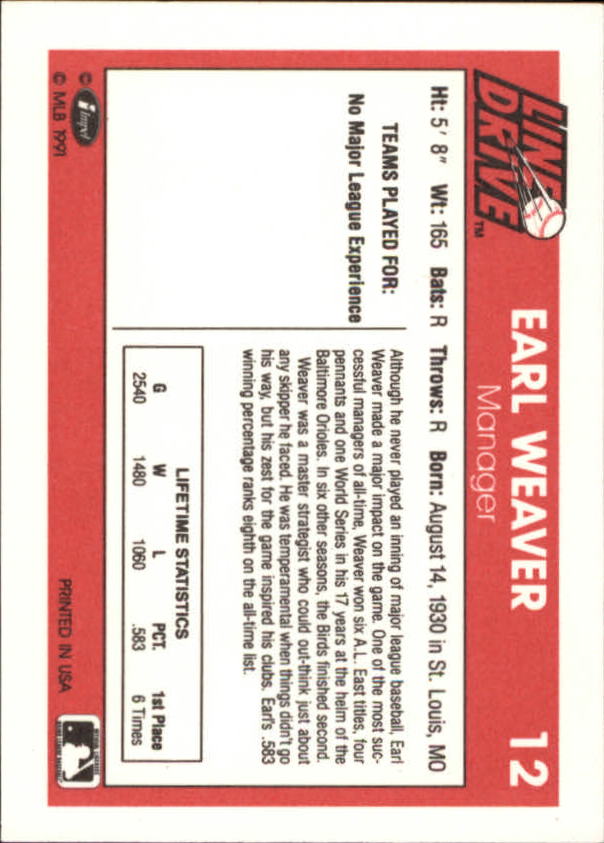 LINE DRIVE™
EARL WEAVER
12
Manager
Ht: 5' 8" Wt: 165 Bats: R Throws: R Born: August 14, 1930 in St. Louis, MO
TEAMS PLAYED FOR:
No Major League Experience
Although he never played an inning of major league baseball, Earl
Weaver made a major impact on the game. One of the most suc-
cessful managers of all-time, Weaver won six A.L. East titles, four
pennants and one World Series in his 17 years at the helm of the
Baltimore Orioles. In six other seasons, the Birds finished second.
Weaver was a master strategist who could out-think just about
any skipper he faced. He was temperamental when things didn't go
his way, but his zest for the game inspired his clubs. Earl's .583
winning percentage ranks eighth on the all-time list.
LIFETIME STATISTICS
G W L PCT. 1st Place
2540 1480 1060 .583 6 Times
© impel
© MLB 1991
PRINTED IN USA